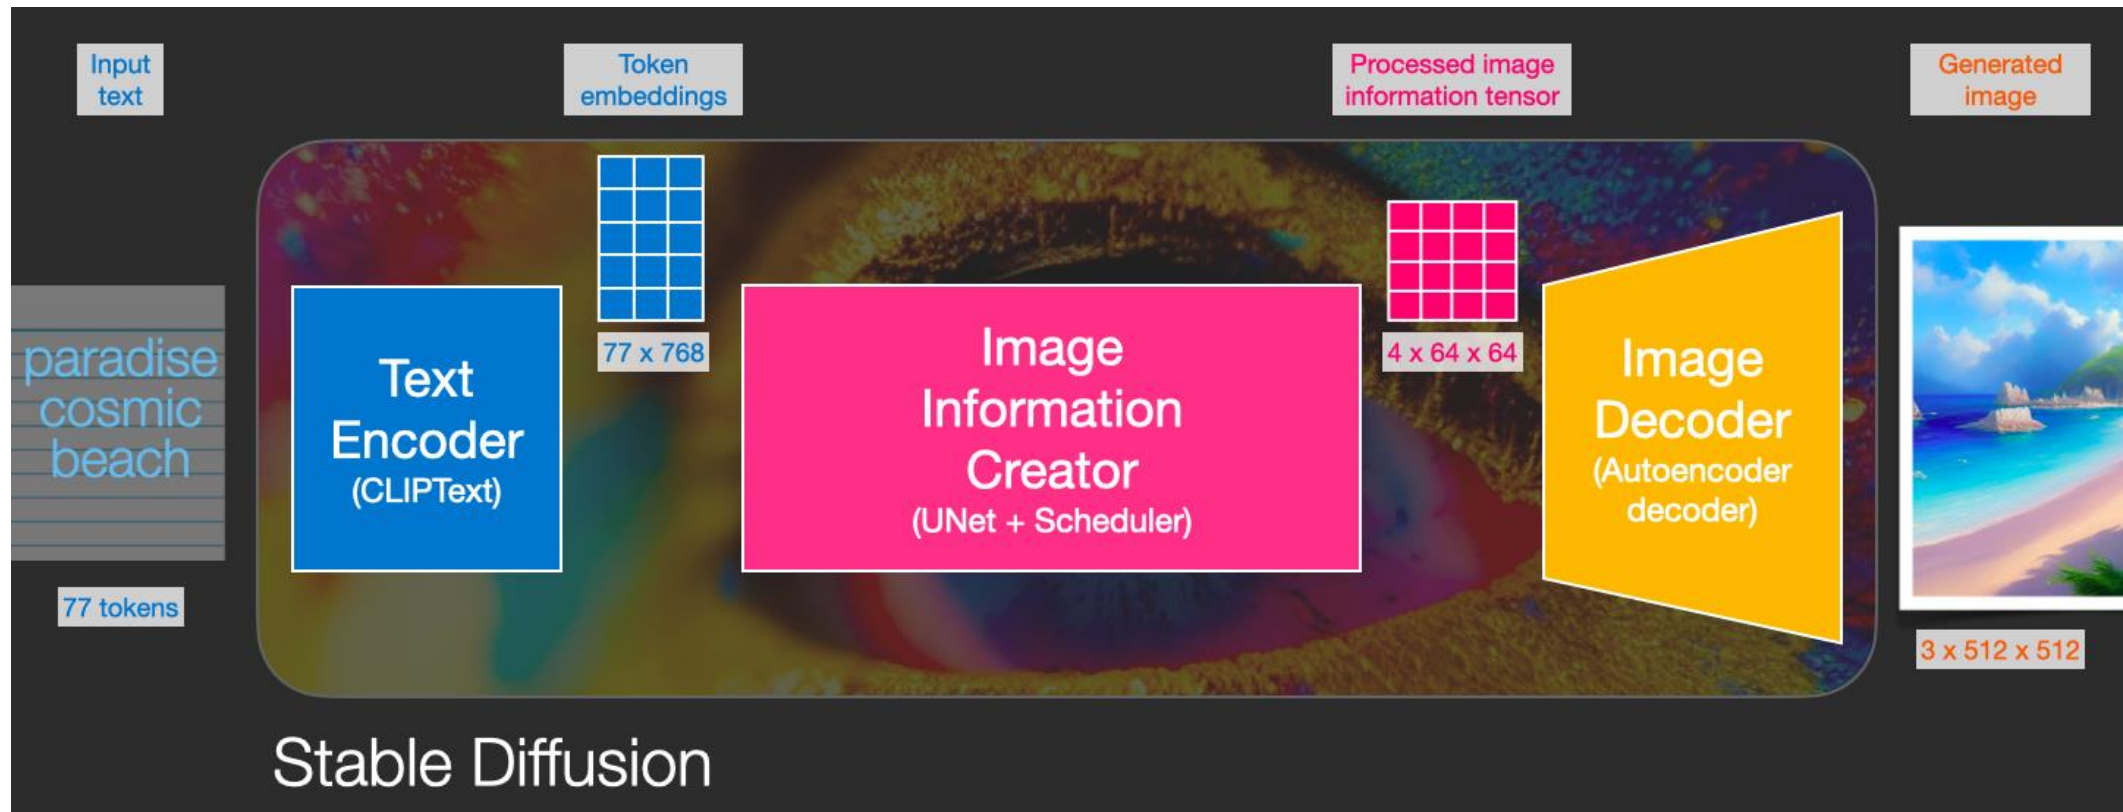 Input
text
Token
embeddings
Processed image
information tensor
Generated
image
paradise
cosmic
beach
77 tokens
Text
Encoder
(CLIPText)
77 x 768
Image
Information
Creator
(UNet + Scheduler)
4 x 64 x 64
Image
Decoder
(Autoencoder
decoder)
3 x 512 x 512
Stable Diffusion